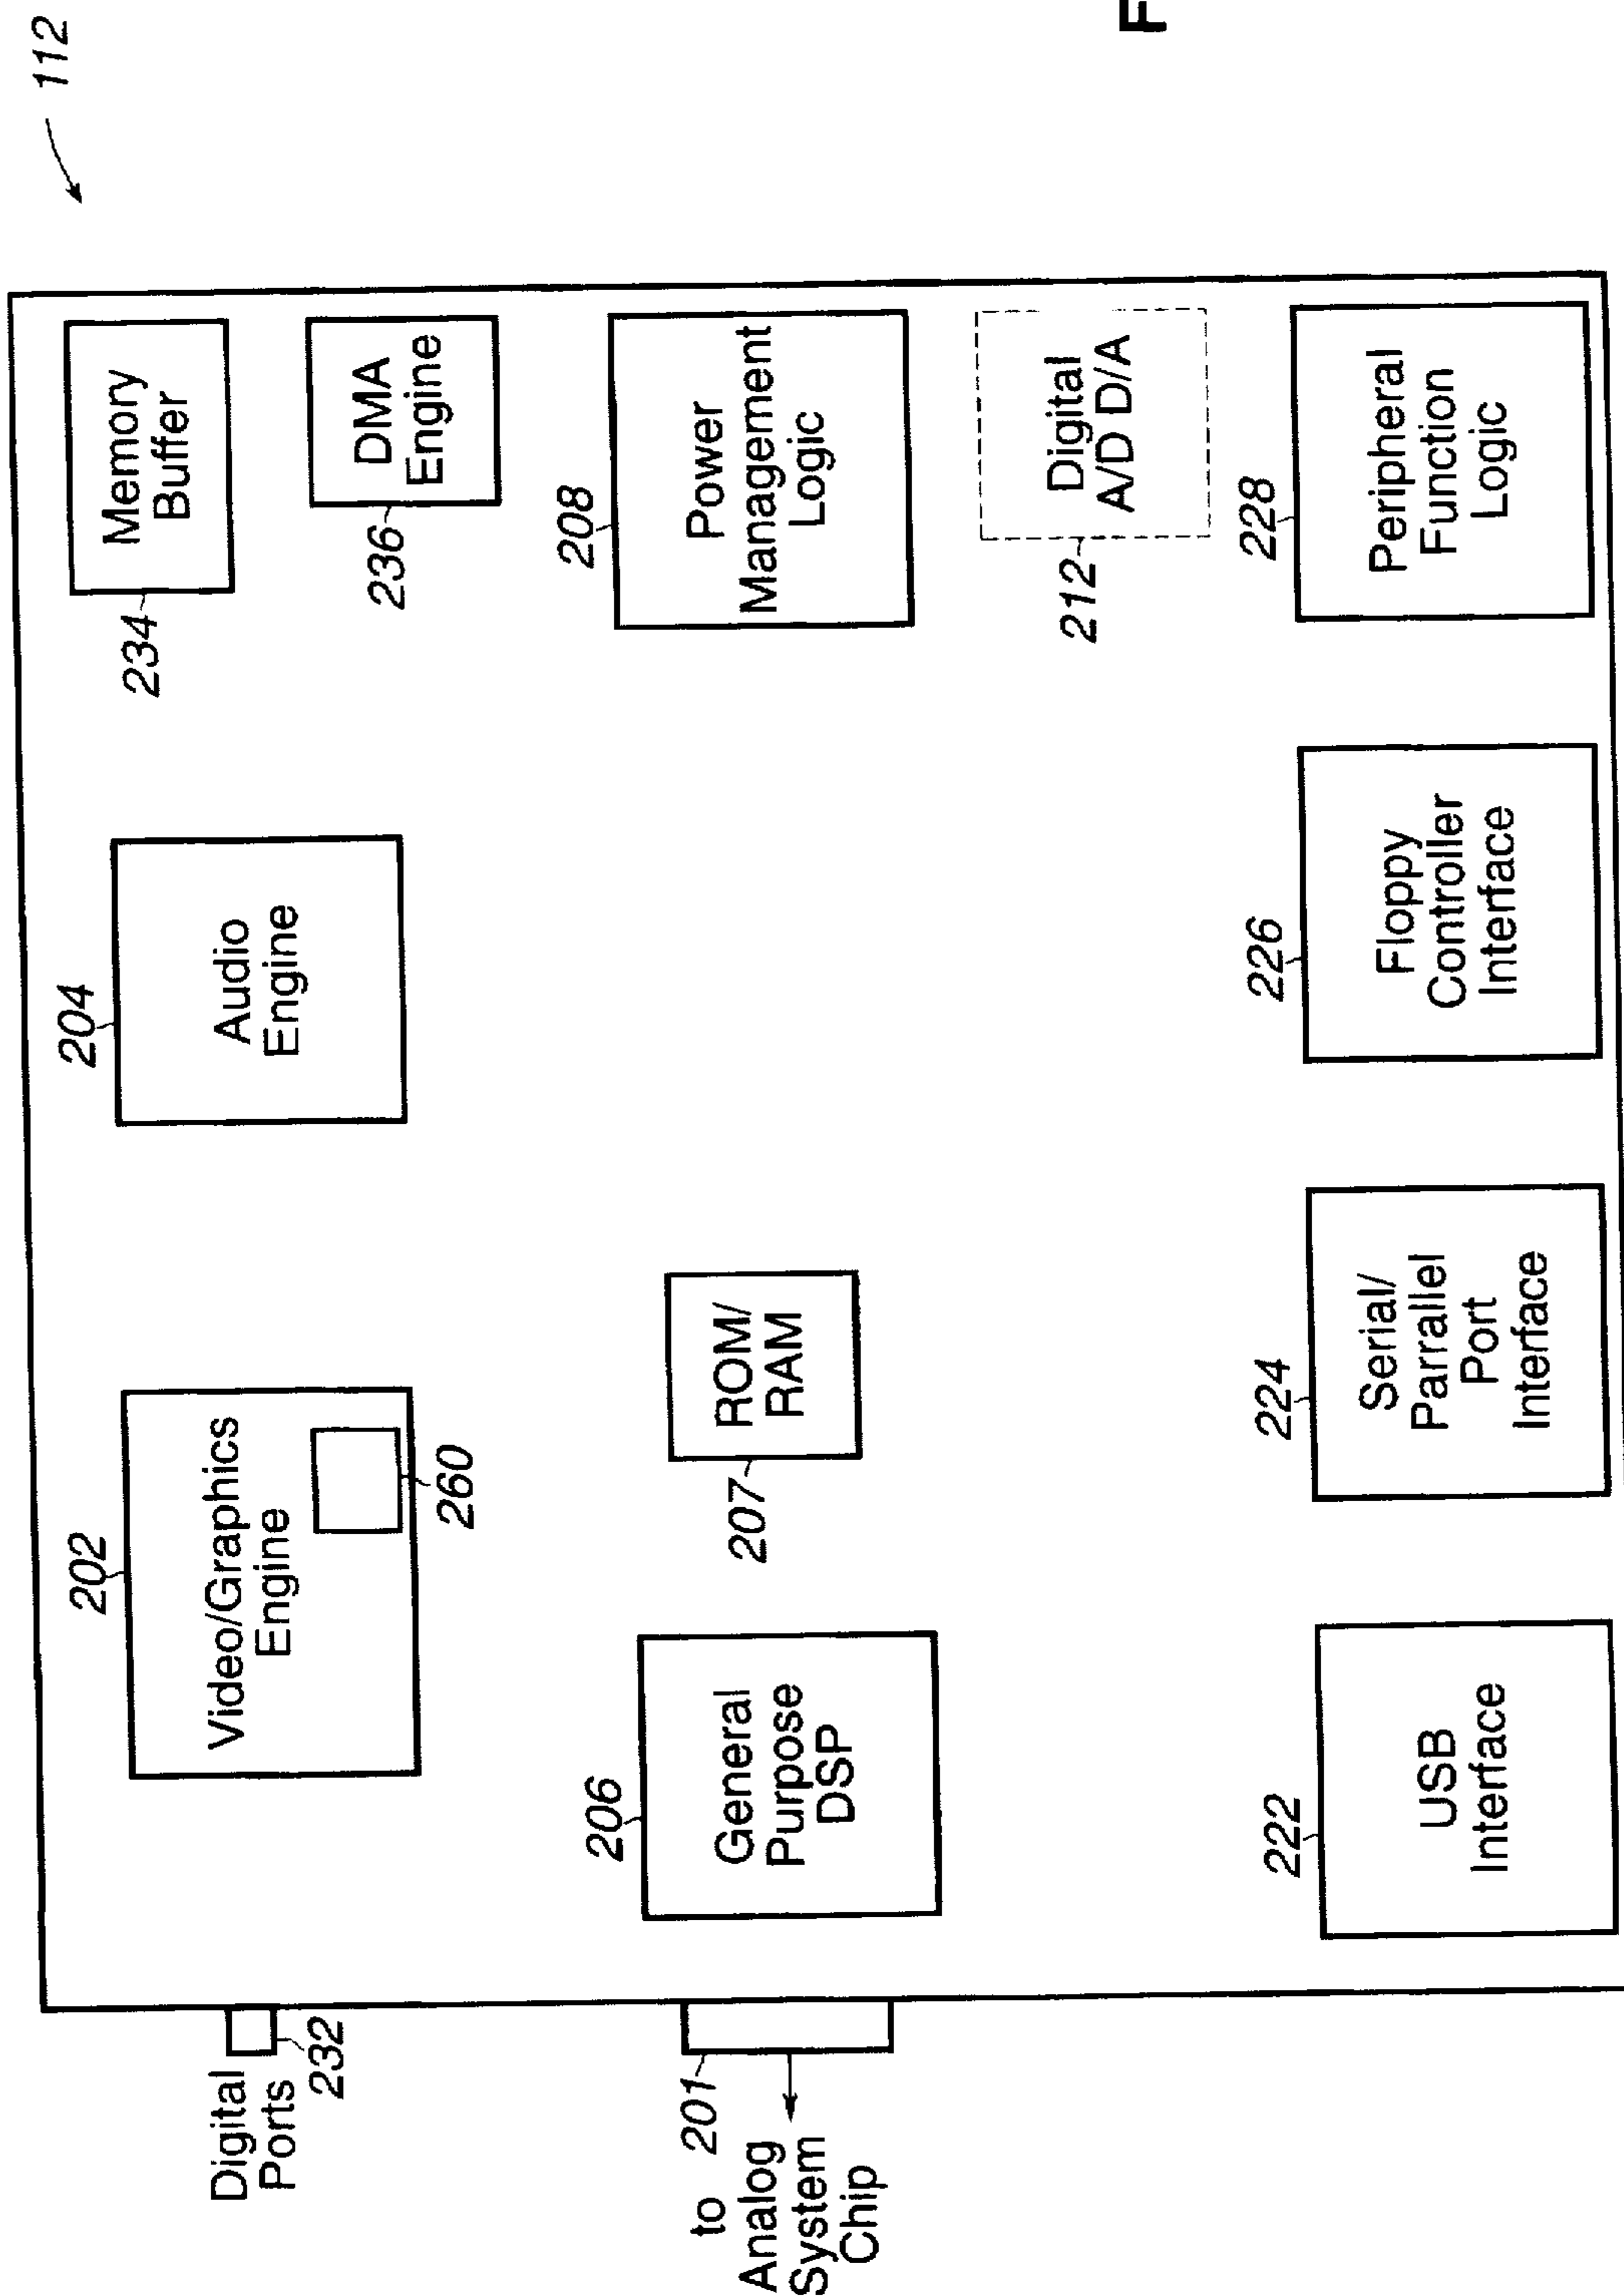 112
202
Video/Graphics
Engine
260
204
Audio
Engine
Memory
Buffer
234
DMA
Engine
236
Digital
Ports
232
206
General
Purpose
DSP
ROM/
RAM
207
208
Power
Management
Logic
to
Analog
System
Chip
201
Digital
A/D D/A
212
222
USB
Interface
224
Serial/
Parrallel
Port
Interface
226
Floppy
Controller
Interface
228
Peripheral
Function
Logic
F